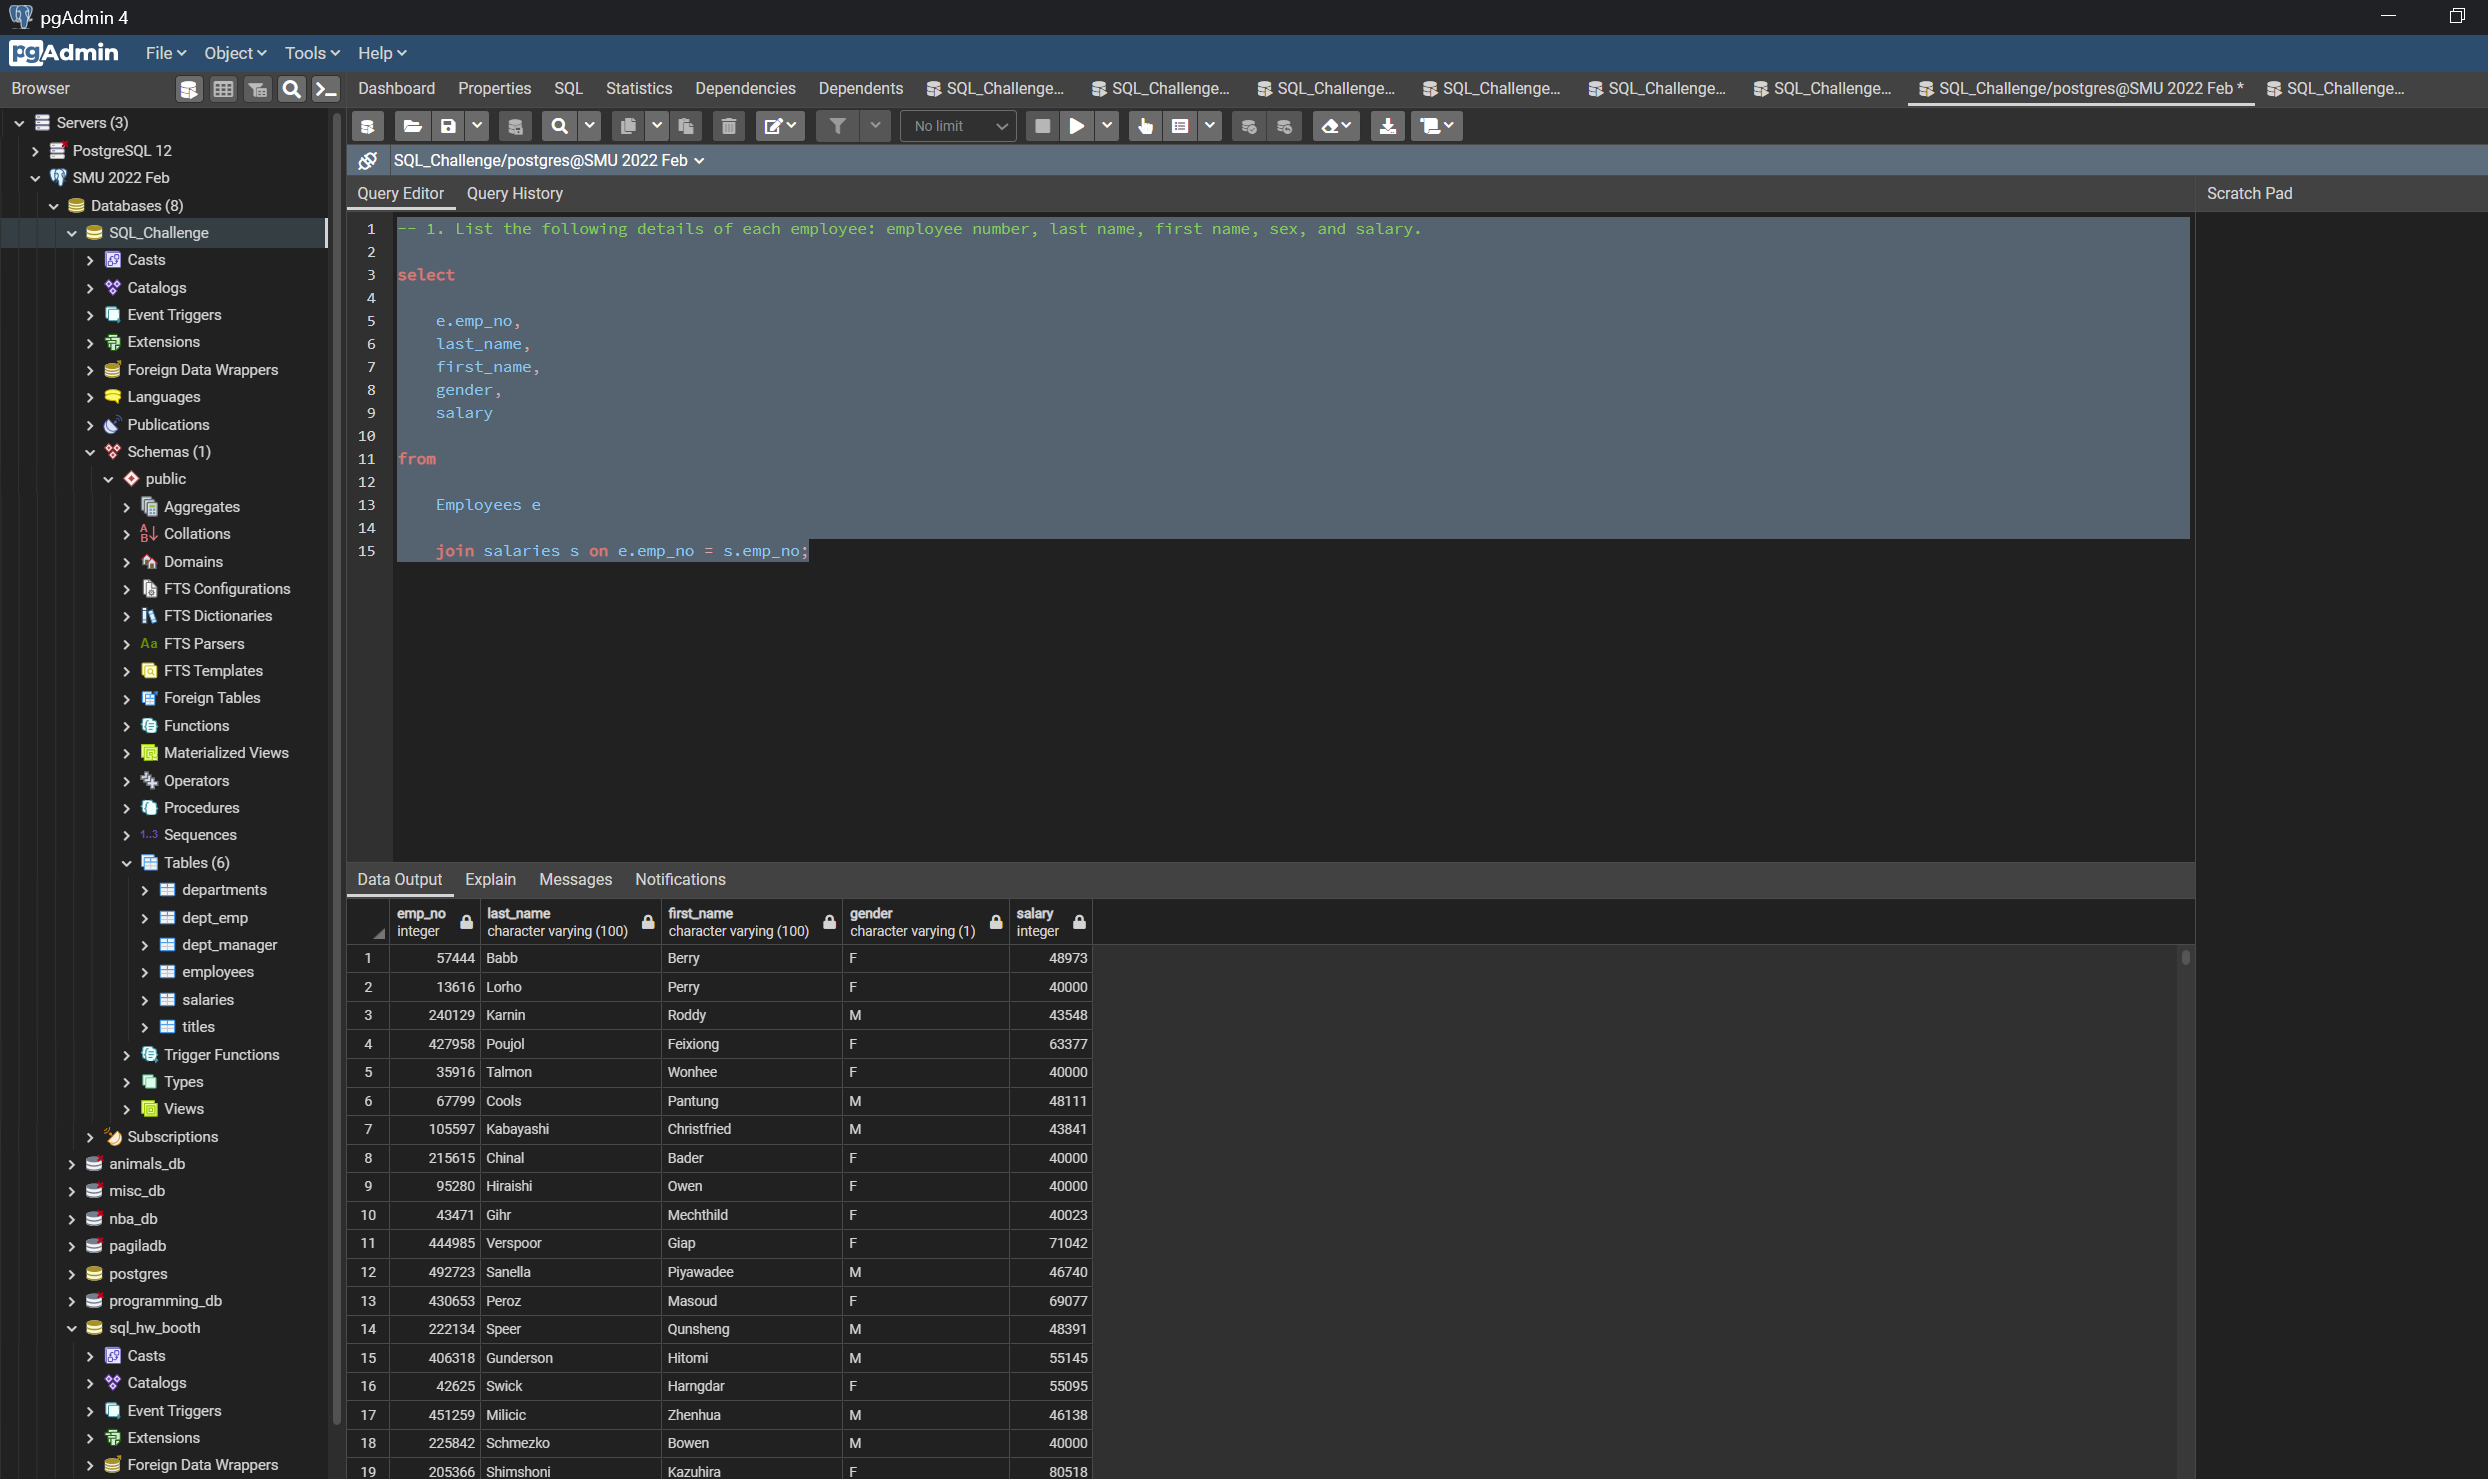 pgAdmin 4
pgAdmin File Object Tools Help
Browser
Dashboard Properties SQL Statistics Dependencies Dependents SQL_Challenge... SQL_Challenge... SQL_Challenge... SQL_Challenge... SQL_Challenge... SQL_Challenge... SQL_Challenge/postgres@SMU 2022 Feb * SQL_Challenge...
No limit
SQL_Challenge/postgres@SMU 2022 Feb
Query Editor Query History
Scratch Pad
Servers (3)
PostgreSQL 12
SMU 2022 Feb
Databases (8)
SQL_Challenge
Casts
Catalogs
Event Triggers
Extensions
Foreign Data Wrappers
Languages
Publications
Schemas (1)
public
Aggregates
Collations
Domains
FTS Configurations
FTS Dictionaries
Aa FTS Parsers
FTS Templates
Foreign Tables
Functions
Materialized Views
Operators
Procedures
1..3 Sequences
Tables (6)
departments
dept_emp
dept_manager
employees
salaries
titles
Trigger Functions
Types
Views
Subscriptions
animals_db
misc_db
nba_db
pagiladb
postgres
programming_db
sql_hw_booth
Casts
Catalogs
Event Triggers
Extensions
Foreign Data Wrappers
1 -- 1. List the following details of each employee: employee number, last name, first name, sex, and salary.
2
3 select
4
5 e.emp_no,
6 last_name,
7 first_name,
8 gender,
9 salary
10
11 from
12
13 Employees e
14
15 join salaries s on e.emp_no = s.emp_no;
Data Output Explain Messages Notifications
emp_no last_name first_name gender salary
integer character varying (100) character varying (100) character varying (1) integer
1 57444 Babb Berry F 48973
2 13616 Lorho Perry F 40000
3 240129 Karnin Roddy M 43548
4 427958 Poujol Feixiong F 63377
5 35916 Talmon Wonhee F 40000
6 67799 Cools Pantung M 48111
7 105597 Kabayashi Christfried M 43841
8 215615 Chinal Bader F 40000
9 95280 Hiraishi Owen F 40000
10 43471 Gihr Mechthild F 40023
11 444985 Verspoor Giap F 71042
12 492723 Sanella Piyawadee M 46740
13 430653 Peroz Masoud F 69077
14 222134 Speer Qunsheng M 48391
15 406318 Gunderson Hitomi M 55145
16 42625 Swick Harngdar F 55095
17 451259 Milicic Zhenhua M 46138
18 225842 Schmezko Bowen M 40000
19 205366 Shimshoni Kazuhira F 80518